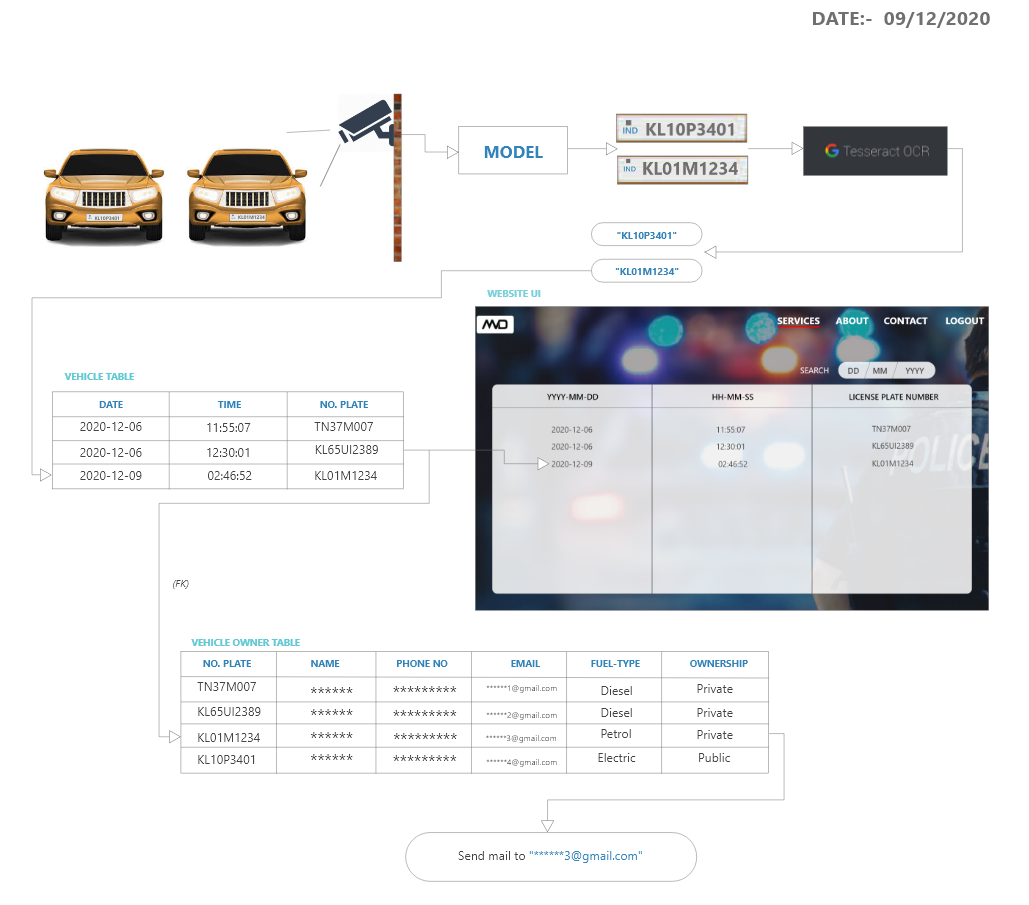 DATE:- 09/12/2020
MODEL
IND KL10P3401
IND KL01M1234
Tesseract OCR
KL10P3401
KL01M1234
"KL10P3401"
"KL01M1234"
WEBSITE UI
SERVICES ABOUT CONTACT LOGOUT
SEARCH DD MM YYYY
YYYY-MM-DD HH-MM-SS LICENSE PLATE NUMBER
2020-12-06 11:55:07 TN37M007
2020-12-06 12:30:01 KL65UI2389
2020-12-09 02:46:52 KL01M1234
POLICE
VEHICLE TABLE
DATE TIME NO. PLATE
2020-12-06 11:55:07 TN37M007
2020-12-06 12:30:01 KL65UI2389
2020-12-09 02:46:52 KL01M1234
(FK)
VEHICLE OWNER TABLE
NO. PLATE NAME PHONE NO EMAIL FUEL-TYPE OWNERSHIP
TN37M007 ****** ********* ******1@gmail.com Diesel Private
KL65UI2389 ****** ********* ******2@gmail.com Diesel Private
KL01M1234 ****** ********* ******3@gmail.com Petrol Private
KL10P3401 ****** ********* ******4@gmail.com Electric Public
Send mail to "******3@gmail.com"